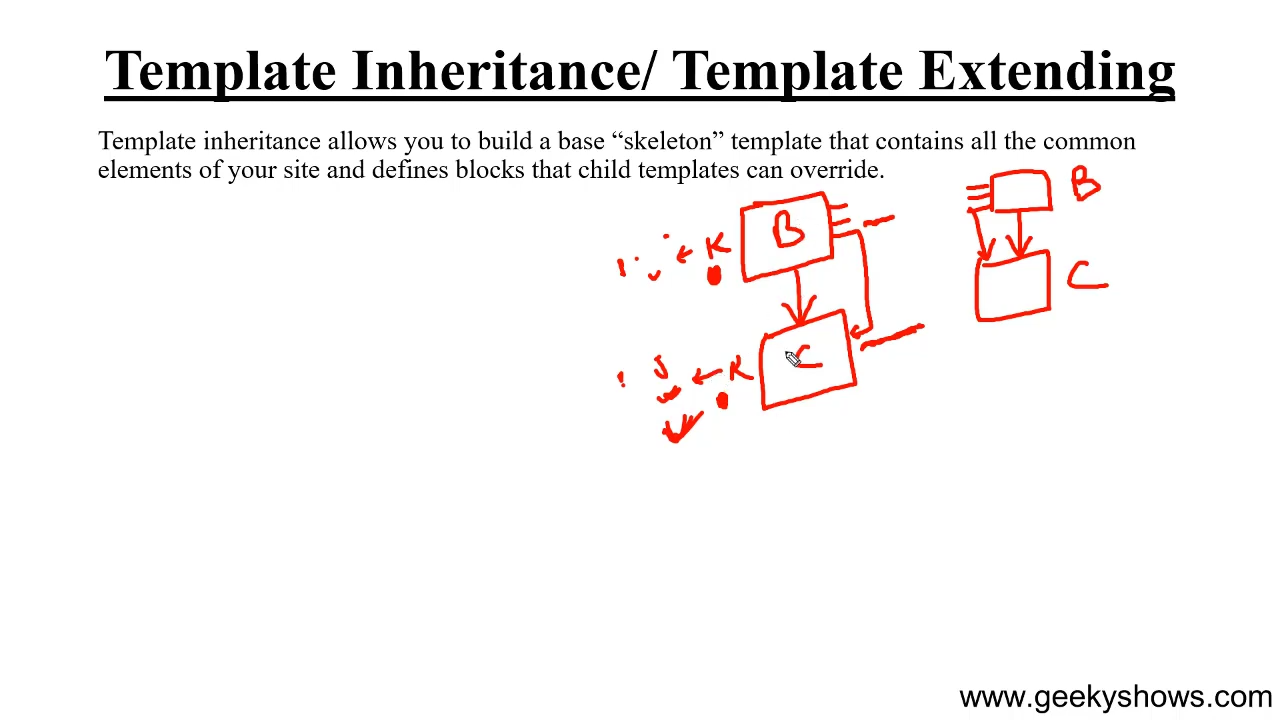 Template Inheritance/ Template Extending
Template inheritance allows you to build a base “skeleton” template that contains all the common
elements of your site and defines blocks that child templates can override.
B
B
K
C
K
C
www.geekyshows.com